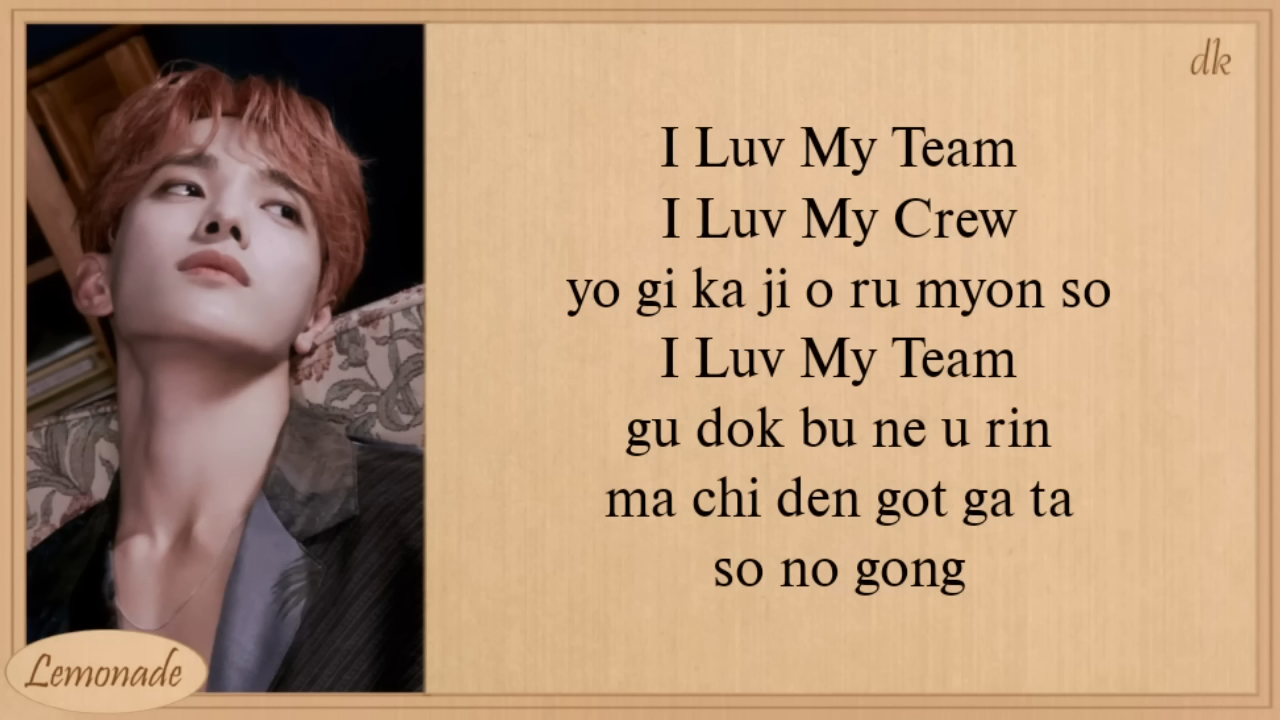 dk
I Luv My Team
I Luv My Crew
yo gi ka ji o ru myon so
I Luv My Team
gu dok bu ne u rin
ma chi den got ga ta
so no gong
Lemonade